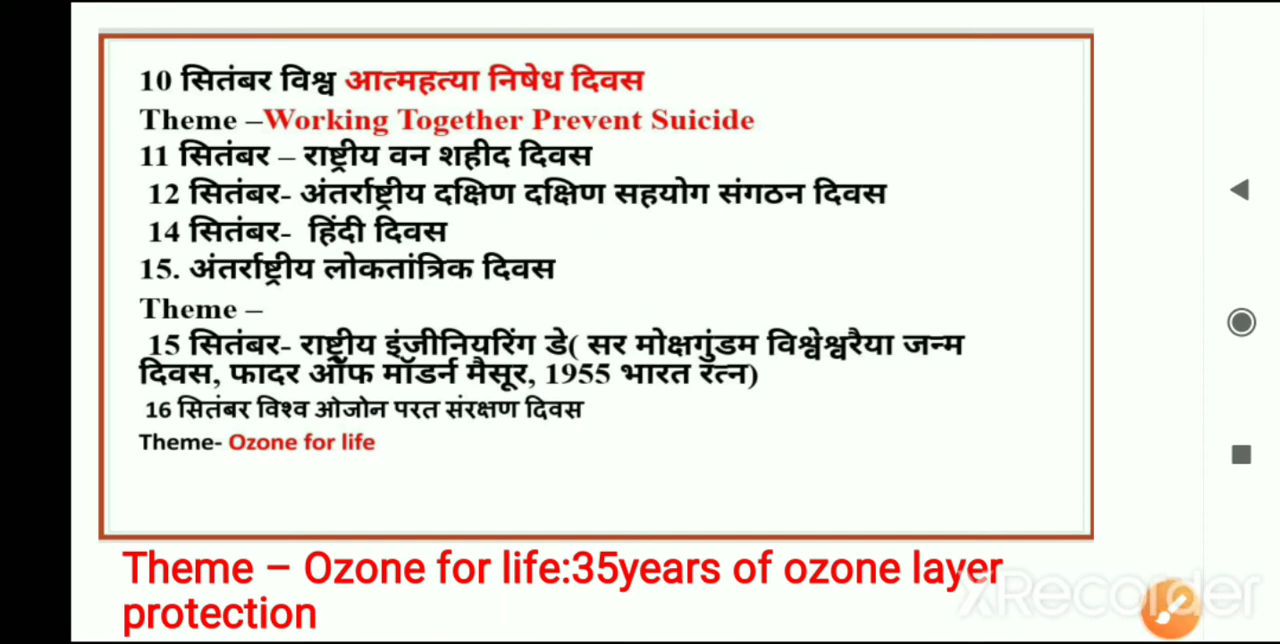 10 सितंबर विश्व आत्महत्या निषेध दिवस
Theme –Working Together Prevent Suicide
11 सितंबर – राष्ट्रीय वन शहीद दिवस
12 सितंबर- अंतर्राष्ट्रीय दक्षिण दक्षिण सहयोग संगठन दिवस
14 सितंबर- हिंदी दिवस
15. अंतर्राष्ट्रीय लोकतांत्रिक दिवस
Theme –
15 सितंबर- राष्ट्रीय इंजीनियरिंग डे( सर मोक्षगुंडम विश्वेश्वरैया जन्म
दिवस, फादर ऑफ मॉडर्न मैसूर, 1955 भारत रत्न)
16 सितंबर विश्व ओजोन परत संरक्षण दिवस
Theme- Ozone for life
Theme – Ozone for life:35years of ozone layer
protection
XRecorder